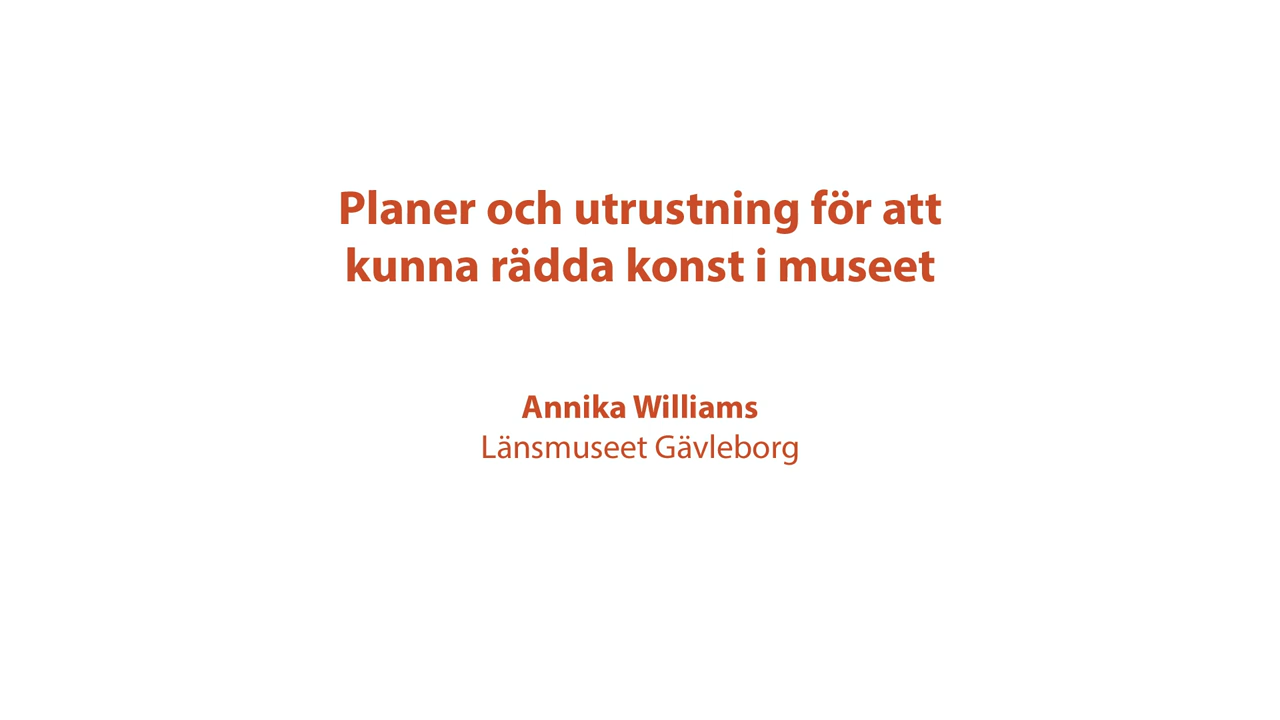 Planer och utrustning för att
kunna rädda konst i museet
Annika Williams
Länsmuseet Gävleborg